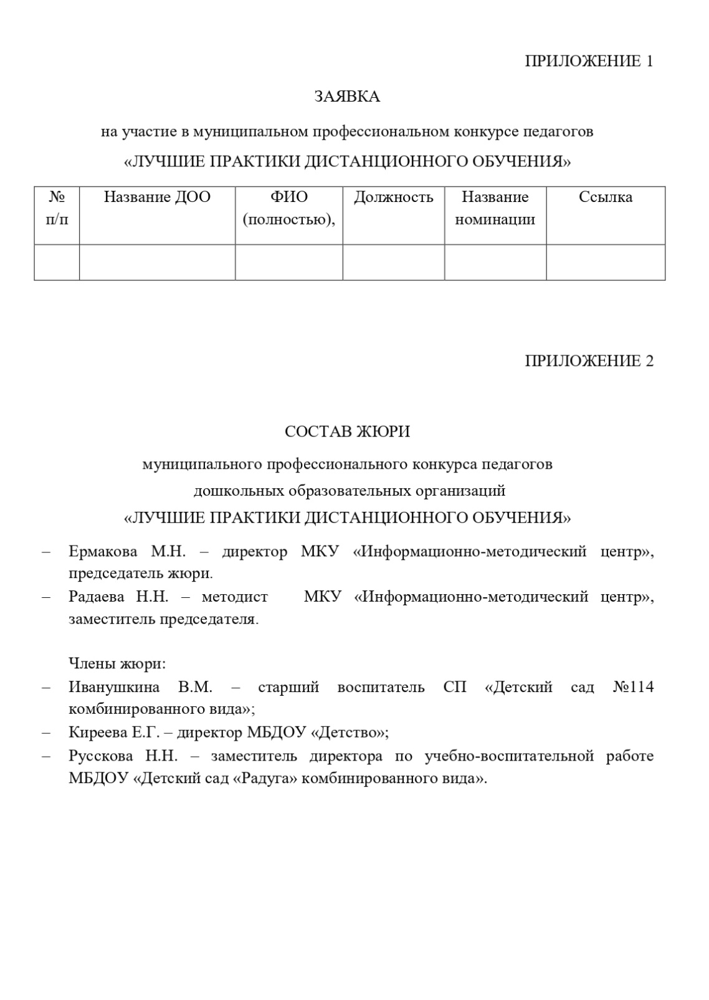 ПРИЛОЖЕНИЕ 1
ЗАЯВКА
на участие в муниципальном профессиональном конкурсе педагогов
«ЛУЧШИЕ ПРАКТИКИ ДИСТАНЦИОННОГО ОБУЧЕНИЯ»
№ п/п
Название ДОО
ФИО (полностью),
Должность
Название номинации
Ссылка
ПРИЛОЖЕНИЕ 2
СОСТАВ ЖЮРИ
муниципального профессионального конкурса педагогов
дошкольных образовательных организаций
«ЛУЧШИЕ ПРАКТИКИ ДИСТАНЦИОННОГО ОБУЧЕНИЯ»
– Ермакова М.Н. – директор МКУ «Информационно-методический центр»,
председатель жюри.
– Радаева Н.Н. – методист МКУ «Информационно-методический центр»,
заместитель председателя.
Члены жюри:
– Иванушкина В.М. – старший воспитатель СП «Детский сад №114
комбинированного вида»;
– Киреева Е.Г. – директор МБДОУ «Детство»;
– Русскова Н.Н. – заместитель директора по учебно-воспитательной работе
МБДОУ «Детский сад «Радуга» комбинированного вида».